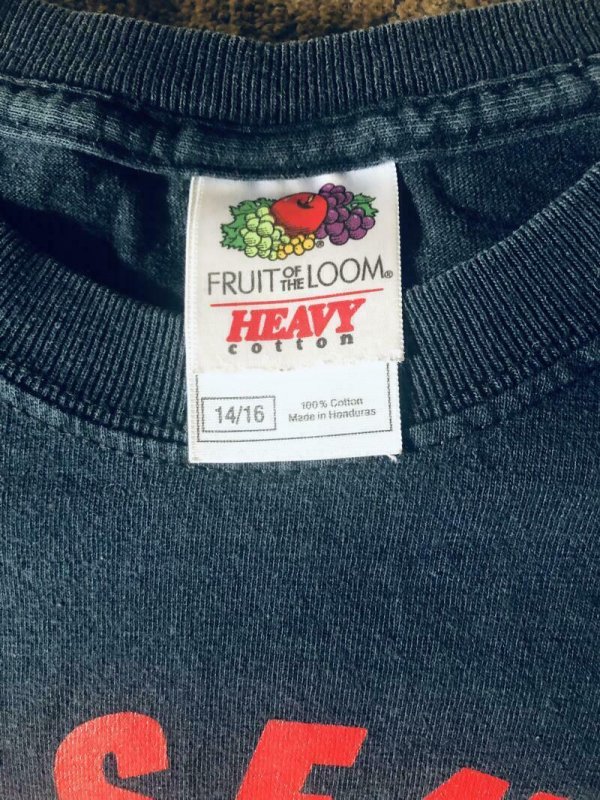 FRUIT OF THE LOOM®
HEAVY
cotton
14/16
100% Cotton
Made in Honduras